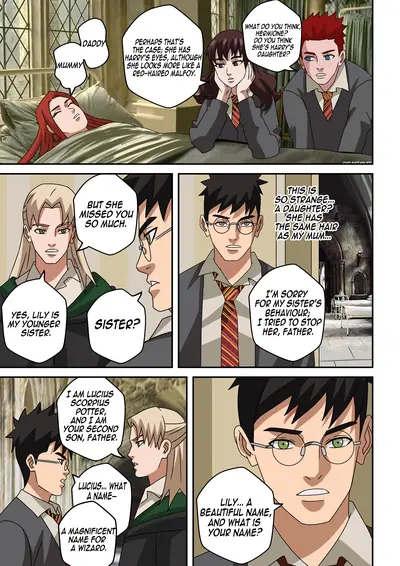 WHAT DO YOU THINK,
HERMIONE?
DO YOU THINK
SHE'S HARRY'S
DAUGHTER?
PERHAPS THAT'S
THE CASE; SHE
HAS HARRY'S
EYES, ALTHOUGH
SHE LOOKS MORE
LIKE A
RED-HAIRED
MALFOY.
DADDY
MUMMY
THIS IS
SO STRANGE...
A DAUGHTER?
SHE HAS
THE SAME HAIR
AS MY MUM...
I'M SORRY
FOR MY SISTER'S
BEHAVIOUR;
I TRIED TO STOP
HER, FATHER.
BUT SHE
MISSED YOU
SO MUCH.
SISTER?
YES, LILY IS
MY YOUNGER
SISTER.
LILY... A
BEAUTIFUL NAME,
AND WHAT IS
YOUR NAME?
I AM LUCIUS
SCORPIUS
POTTER,
AND I AM
YOUR SECOND
SON, FATHER.
LUCIUS... WHAT
A NAME-
A MAGNIFICENT
NAME FOR
A WIZARD.